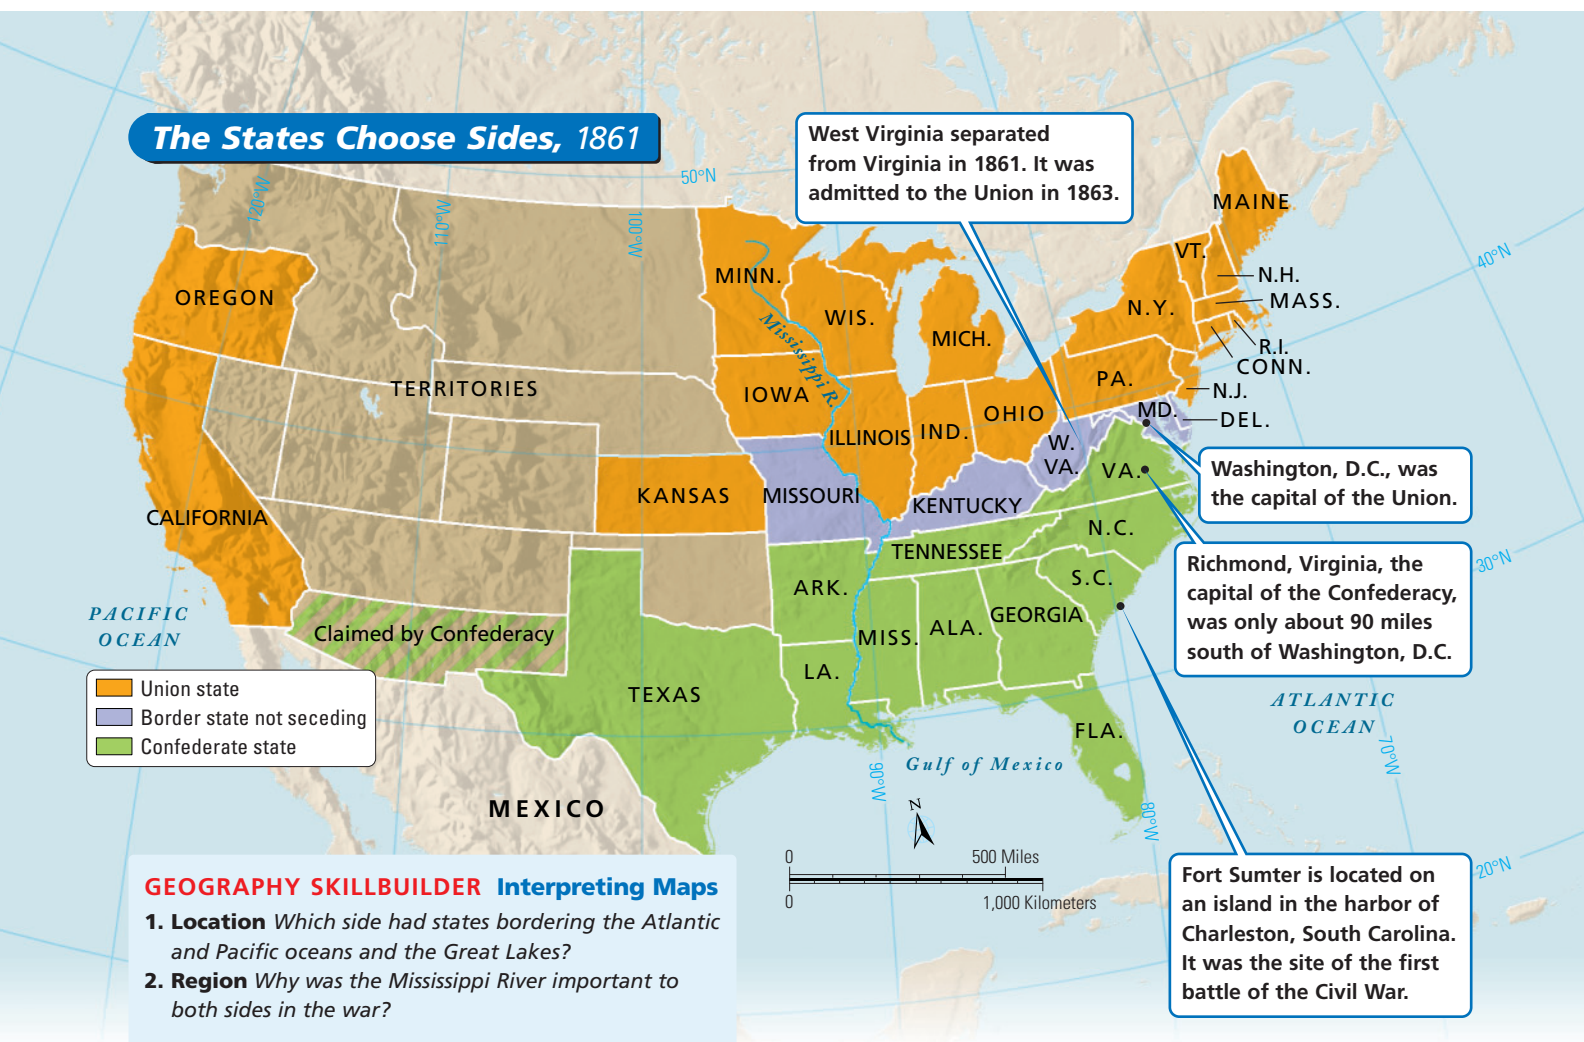 The States Choose Sides, 1861
West Virginia separated
from Virginia in 1861. It was
admitted to the Union in 1863.
50°N
120°W
110°W
100°W
40°N
MAINE
VT.
N.H.
MASS.
N.Y.
R.I.
CONN.
N.J.
PA.
MD.
DEL.
OREGON
MINN.
WIS.
MICH.
Mississippi R.
TERRITORIES
IOWA
ILLINOIS
IND.
OHIO
W.
VA.
VA.
KANSAS
MISSOURI
KENTUCKY
CALIFORNIA
TENNESSEE
N.C.
S.C.
ARK.
MISS.
ALA.
GEORGIA
LA.
TEXAS
FLA.
Claimed by Confederacy
Washington, D.C., was
the capital of the Union.
Richmond, Virginia, the
capital of the Confederacy,
was only about 90 miles
south of Washington, D.C.
30°N
PACIFIC
OCEAN
Union state
Border state not seceding
Confederate state
ATLANTIC
OCEAN
70°W
Gulf of Mexico
90°W
80°W
MEXICO
N
0
500 Miles
0
1,000 Kilometers
20°N
Fort Sumter is located on
an island in the harbor of
Charleston, South Carolina.
It was the site of the first
battle of the Civil War.
GEOGRAPHY SKILLBUILDER Interpreting Maps
1. Location Which side had states bordering the Atlantic
and Pacific oceans and the Great Lakes?
2. Region Why was the Mississippi River important to
both sides in the war?